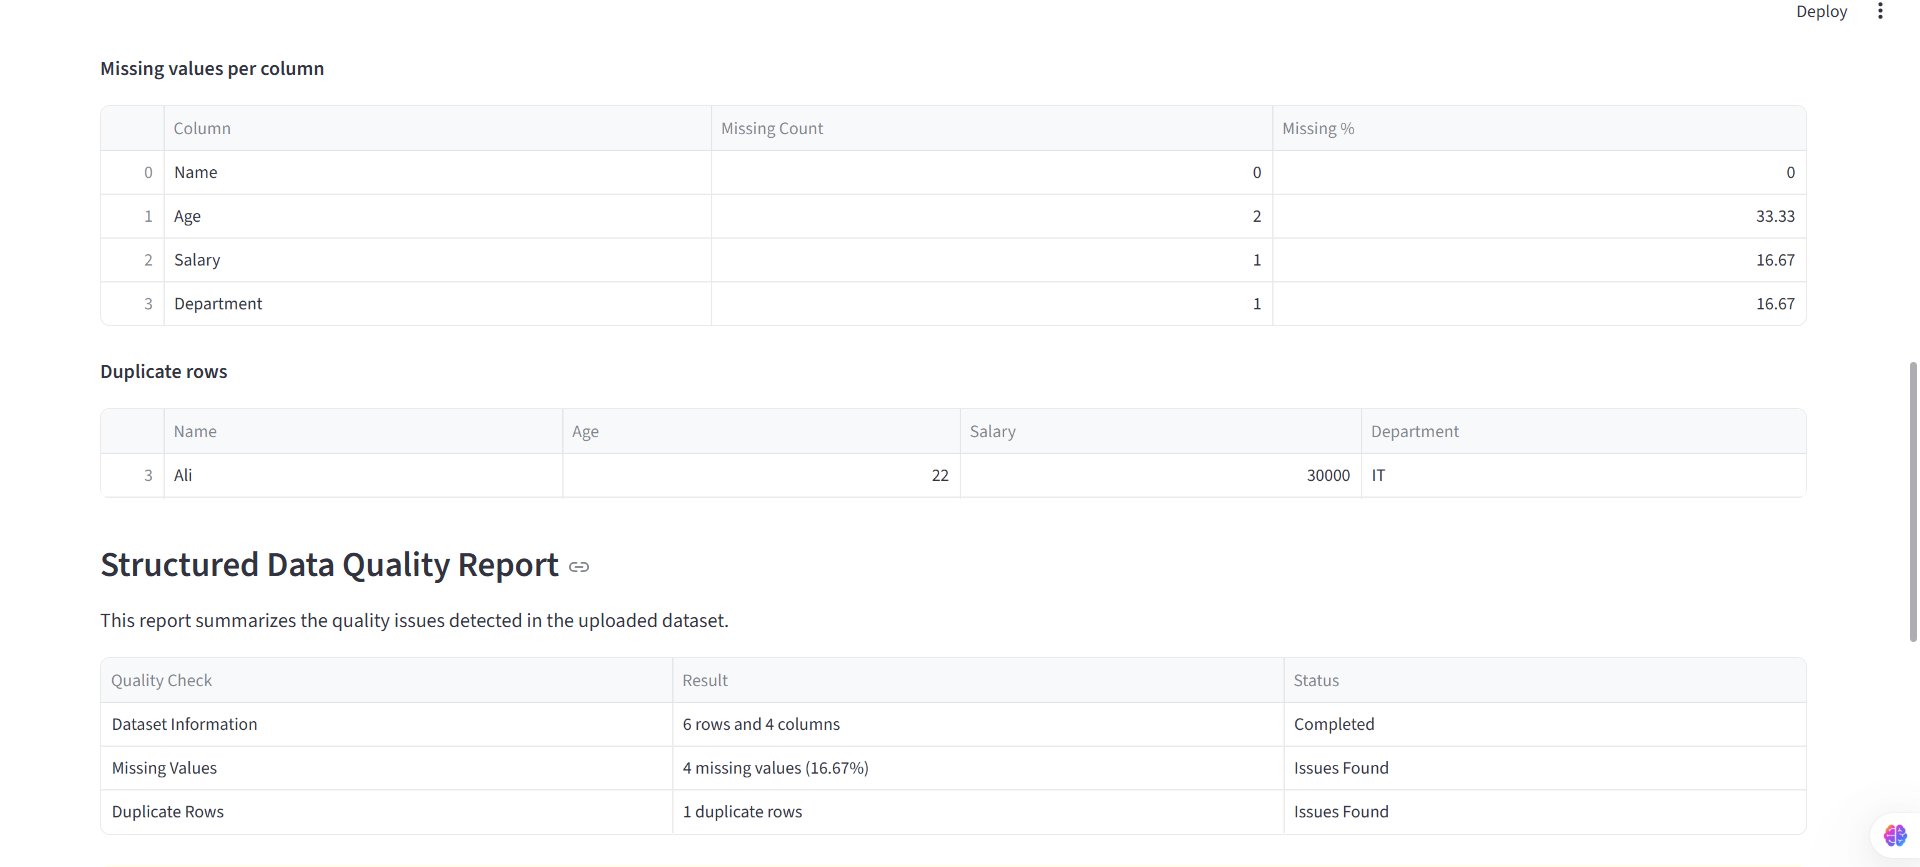 Deploy
Missing values per column
Column Missing Count Missing %
0 Name 0 0
1 Age 2 33.33
2 Salary 1 16.67
3 Department 1 16.67
Duplicate rows
Name Age Salary Department
3 Ali 22 30000 IT
Structured Data Quality Report
This report summarizes the quality issues detected in the uploaded dataset.
Quality Check Result Status
Dataset Information 6 rows and 4 columns Completed
Missing Values 4 missing values (16.67%) Issues Found
Duplicate Rows 1 duplicate rows Issues Found